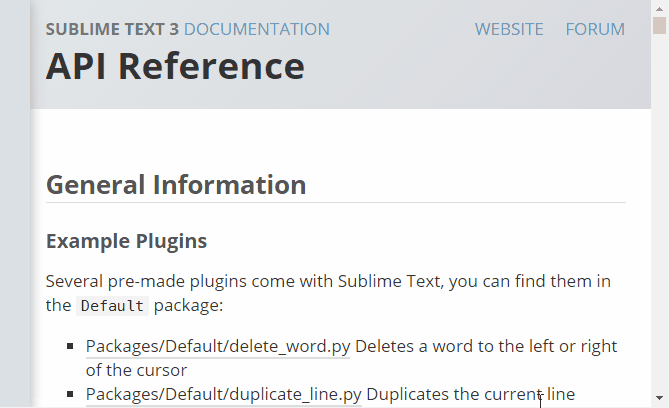 SUBLIME TEXT 3 DOCUMENTATION WEBSITE FORUM
API Reference
General Information
Example Plugins
Several pre-made plugins come with Sublime Text, you can find them in
the Default package:
Packages/Default/delete_word.py Deletes a word to the left or right
of the cursor
Packages/Default/duplicate_line.py Duplicates the current line